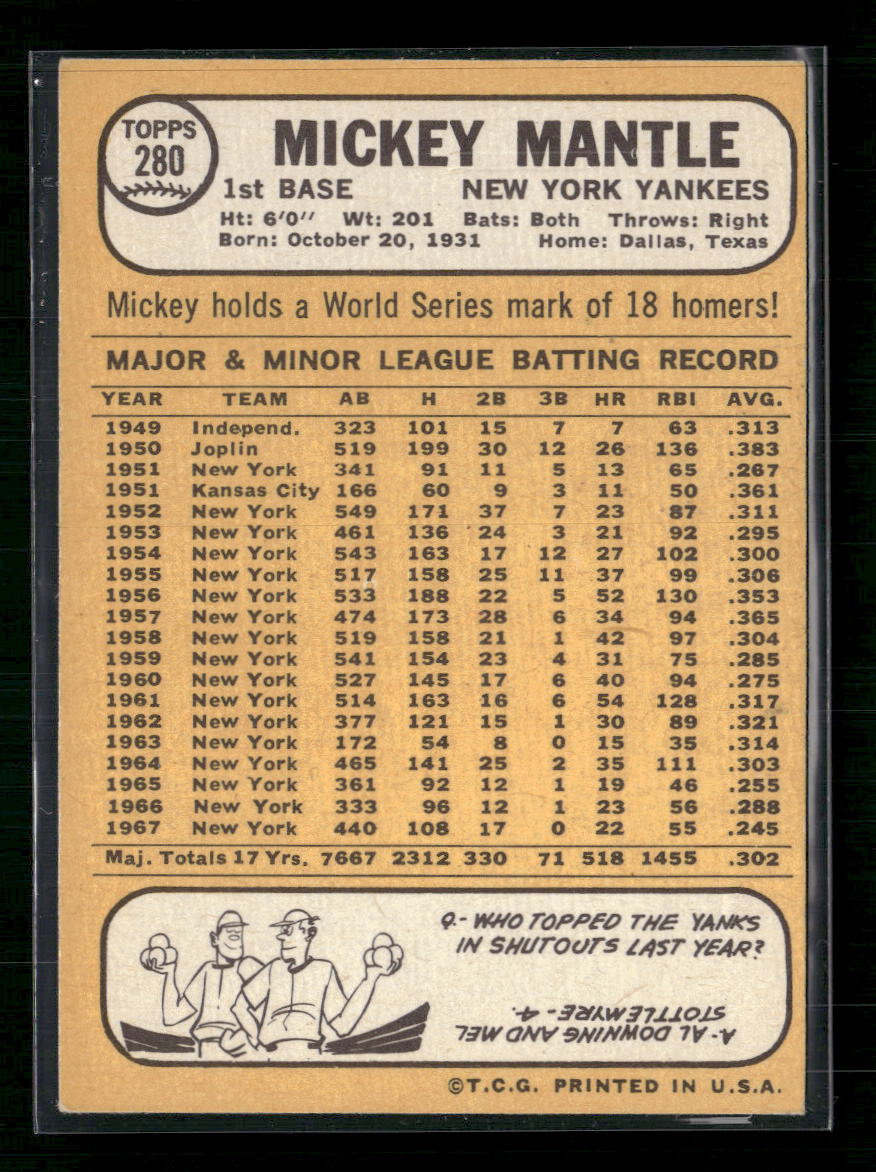 TOPPS
280
MICKEY MANTLE
1st BASE NEW YORK YANKEES
Ht: 6'0" Wt: 201 Bats: Both Throws: Right
Born: October 20, 1931 Home: Dallas, Texas
Mickey holds a World Series mark of 18 homers!
MAJOR & MINOR LEAGUE BATTING RECORD
YEAR TEAM AB H 2B 3B HR RBI AVG.
1949 Independ. 323 101 15 7 7 63 .313
1950 Joplin 519 199 30 12 26 136 .383
1951 New York 341 91 11 5 13 65 .267
1951 Kansas City 166 60 9 3 11 50 .361
1952 New York 549 171 37 7 23 87 .311
1953 New York 461 136 24 3 21 92 .295
1954 New York 543 163 17 12 27 102 .300
1955 New York 517 158 25 11 37 99 .306
1956 New York 533 188 22 5 52 130 .353
1957 New York 474 173 28 6 34 94 .365
1958 New York 519 158 21 1 42 97 .304
1959 New York 541 154 23 4 31 75 .285
1960 New York 527 145 17 6 40 94 .275
1961 New York 514 163 16 6 54 128 .317
1962 New York 377 121 15 1 30 89 .321
1963 New York 172 54 8 0 15 35 .314
1964 New York 465 141 25 2 35 111 .303
1965 New York 361 92 12 1 19 46 .255
1966 New York 333 96 12 1 23 56 .288
1967 New York 440 108 17 0 22 55 .245
Maj. Totals 17 Yrs. 7667 2312 330 71 518 1455 .302
Q.- WHO TOPPED THE YANKS
IN SHUTOUTS LAST YEAR?
A.- AL DOWNING AND MEL
STOTTLEMYRE - 4.
©T.C.G. PRINTED IN U.S.A.